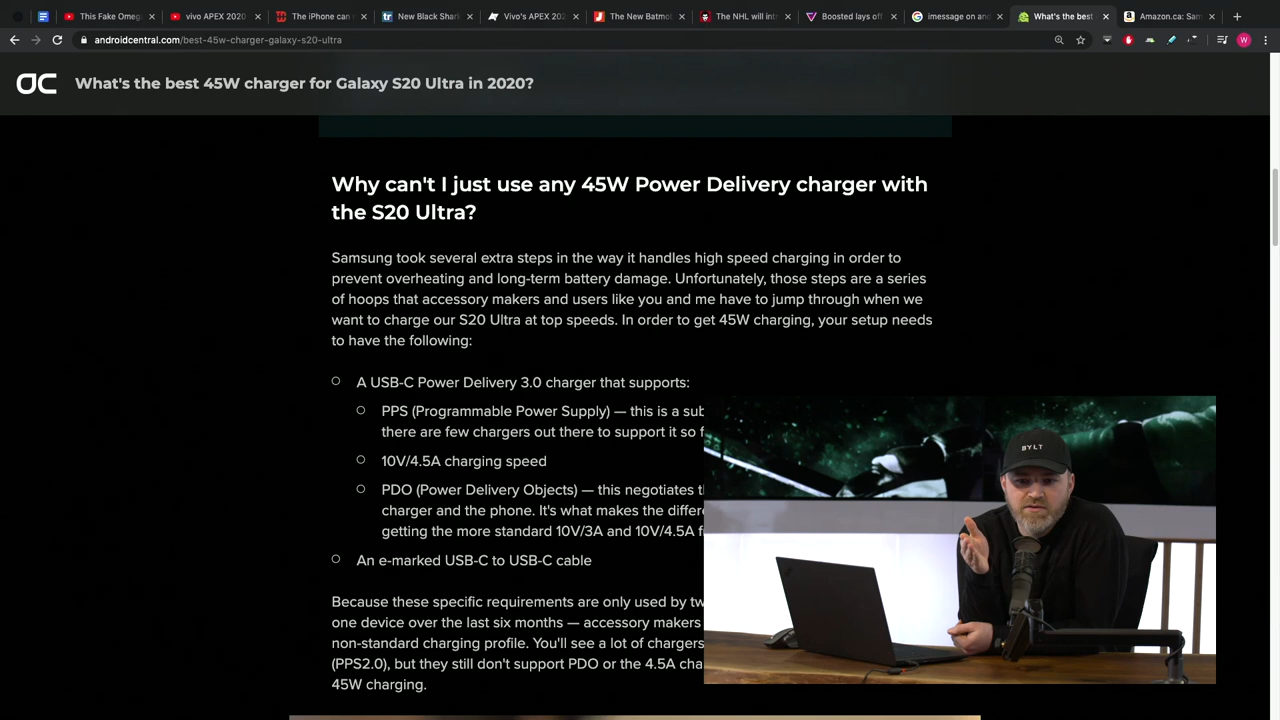 This Fake Omeg
vivo APEX 2020
The iPhone can
New Black Shar
Vivo's APEX 202
The New Batmo
The NHL will int
Boosted lays off
imessage on and
What's the best
Amazon.ca: Sam
androidcentral.com/best-45w-charger-galaxy-s20-ultra
W
What's the best 45W charger for Galaxy S20 Ultra in 2020?
Why can't I just use any 45W Power Delivery charger with
the S20 Ultra?
Samsung took several extra steps in the way it handles high speed charging in order to
prevent overheating and long-term battery damage. Unfortunately, those steps are a series
of hoops that accessory makers and users like you and me have to jump through when we
want to charge our S20 Ultra at top speeds. In order to get 45W charging, your setup needs
to have the following:
A USB-C Power Delivery 3.0 charger that supports:
PPS (Programmable Power Supply) — this is a sub
there are few chargers out there to support it so f
10V/4.5A charging speed
PDO (Power Delivery Objects) — this negotiates t
charger and the phone. It's what makes the differe
getting the more standard 10V/3A and 10V/4.5A f
An e-marked USB-C to USB-C cable
Because these specific requirements are only used by tw
one device over the last six months — accessory makers
non-standard charging profile. You'll see a lot of chargers
(PPS2.0), but they still don't support PDO or the 4.5A cha
45W charging.
BYLT